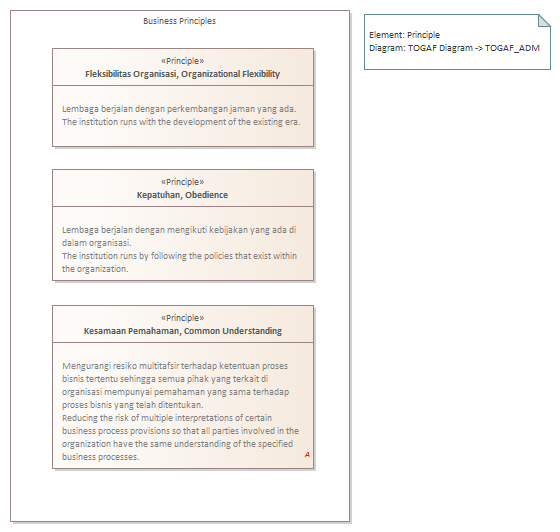 Business Principles
«Principle»
Fleksibilitas Organisasi, Organizational Flexibility
Lembaga berjalan dengan perkembangan jaman yang ada.
The institution runs with the development of the existing era.
«Principle»
Kepatuhan, Obedience
Lembaga berjalan dengan mengikuti kebijakan yang ada di
dalam organisasi.
The institution runs by following the policies that exist within
the organization.
«Principle»
Kesamaan Pemahaman, Common Understanding
Mengurangi resiko multitafsir terhadap ketentuan proses
bisnis tertentu sehingga semua pihak yang terkait di
organisasi mempunyai pemahaman yang sama terhadap
proses bisnis yang telah ditentukan.
Reducing the risk of multiple interpretations of certain
business process provisions so that all parties involved in the
organization have the same understanding of the specified
business processes.
A
Element: Principle
Diagram: TOGAF Diagram -> TOGAF_ADM